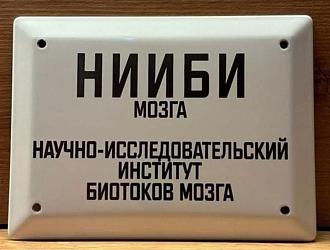 НИИБИ
МОЗГА
НАУЧНО-ИССЛЕДОВАТЕЛЬСКИЙ
ИНСТИТУТ
БИОТОКОВ МОЗГА